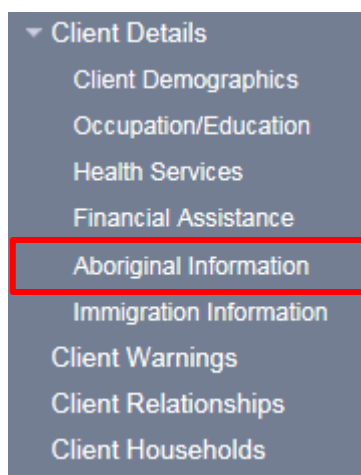 Client Details
Client Demographics
Occupation/Education
Health Services
Financial Assistance
Aboriginal Information
Immigration Information
Client Warnings
Client Relationships
Client Households